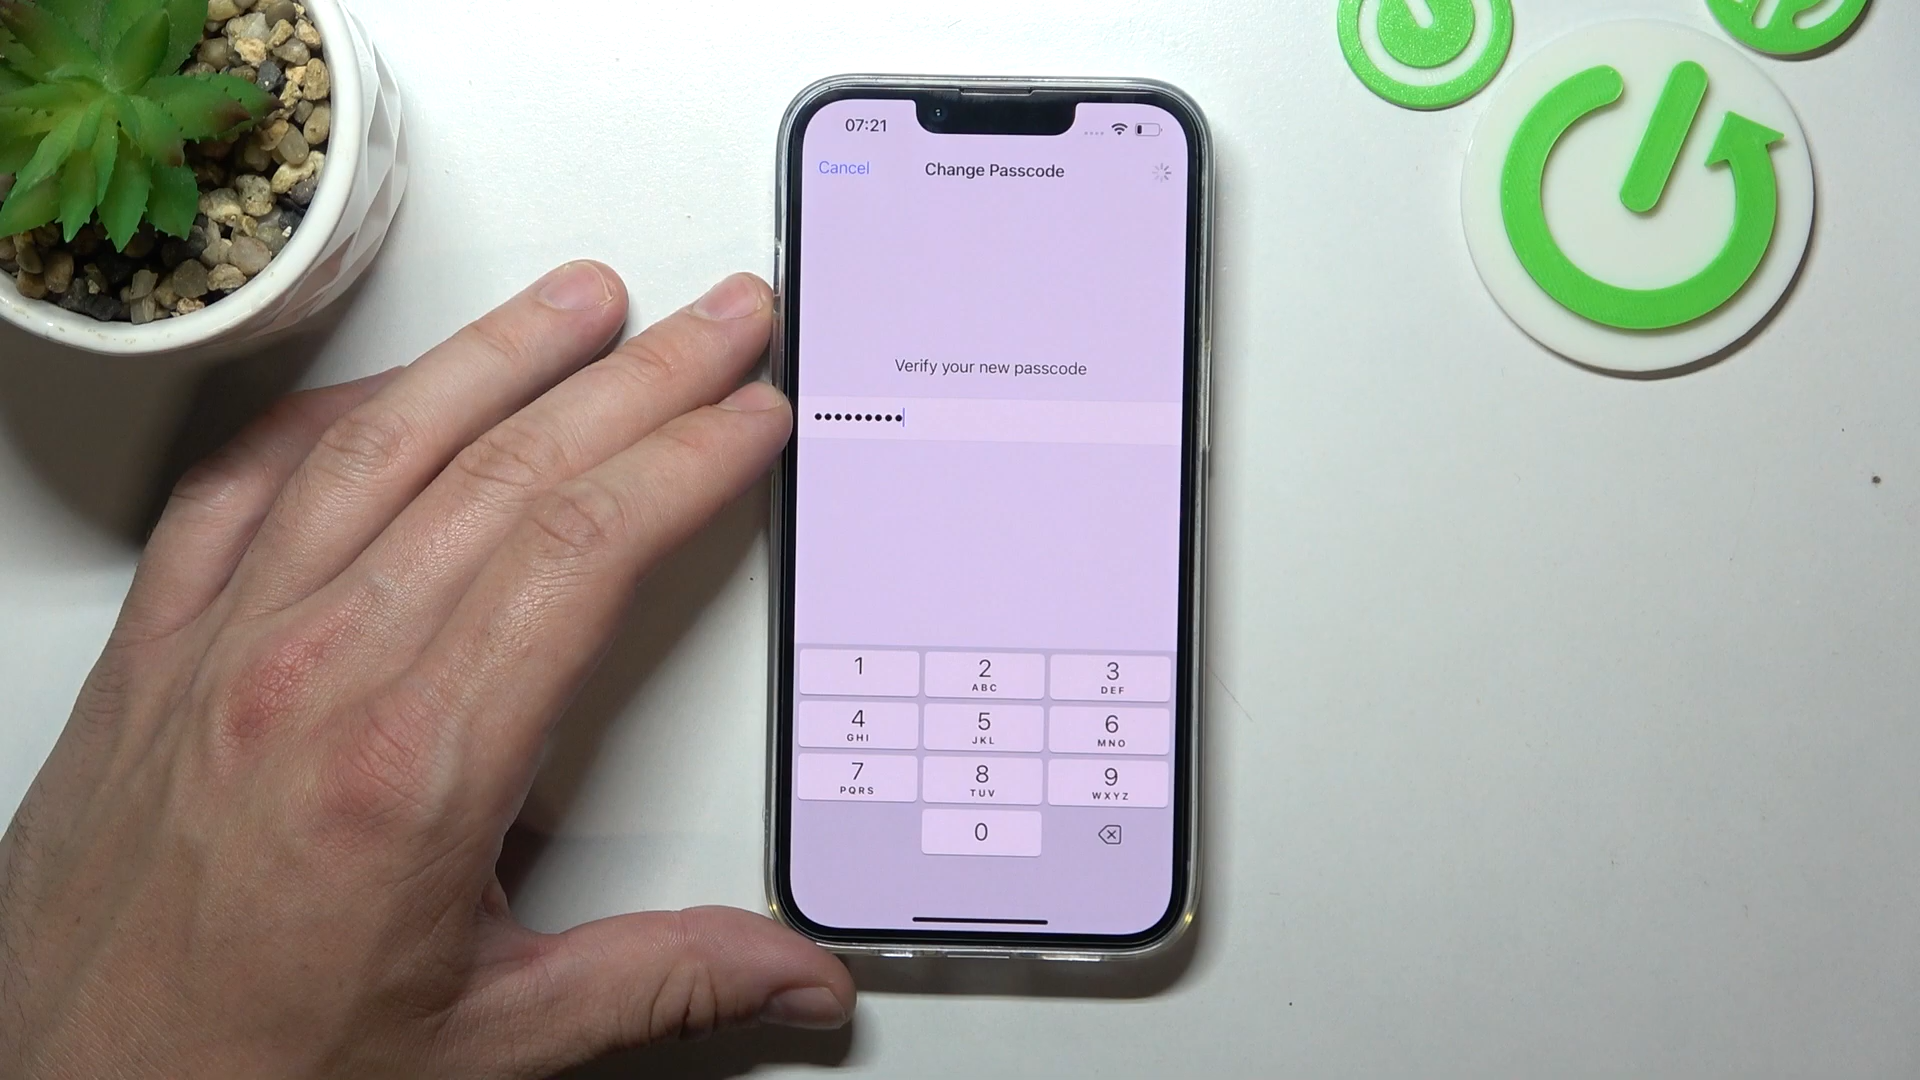 07:21
Cancel
Change Passcode
Verify your new passcode
•••••••••
1
2
3
ABC
DEF
4
5
6
GHI
JKL
MNO
7
8
9
PQRS
TUV
WXYZ
0